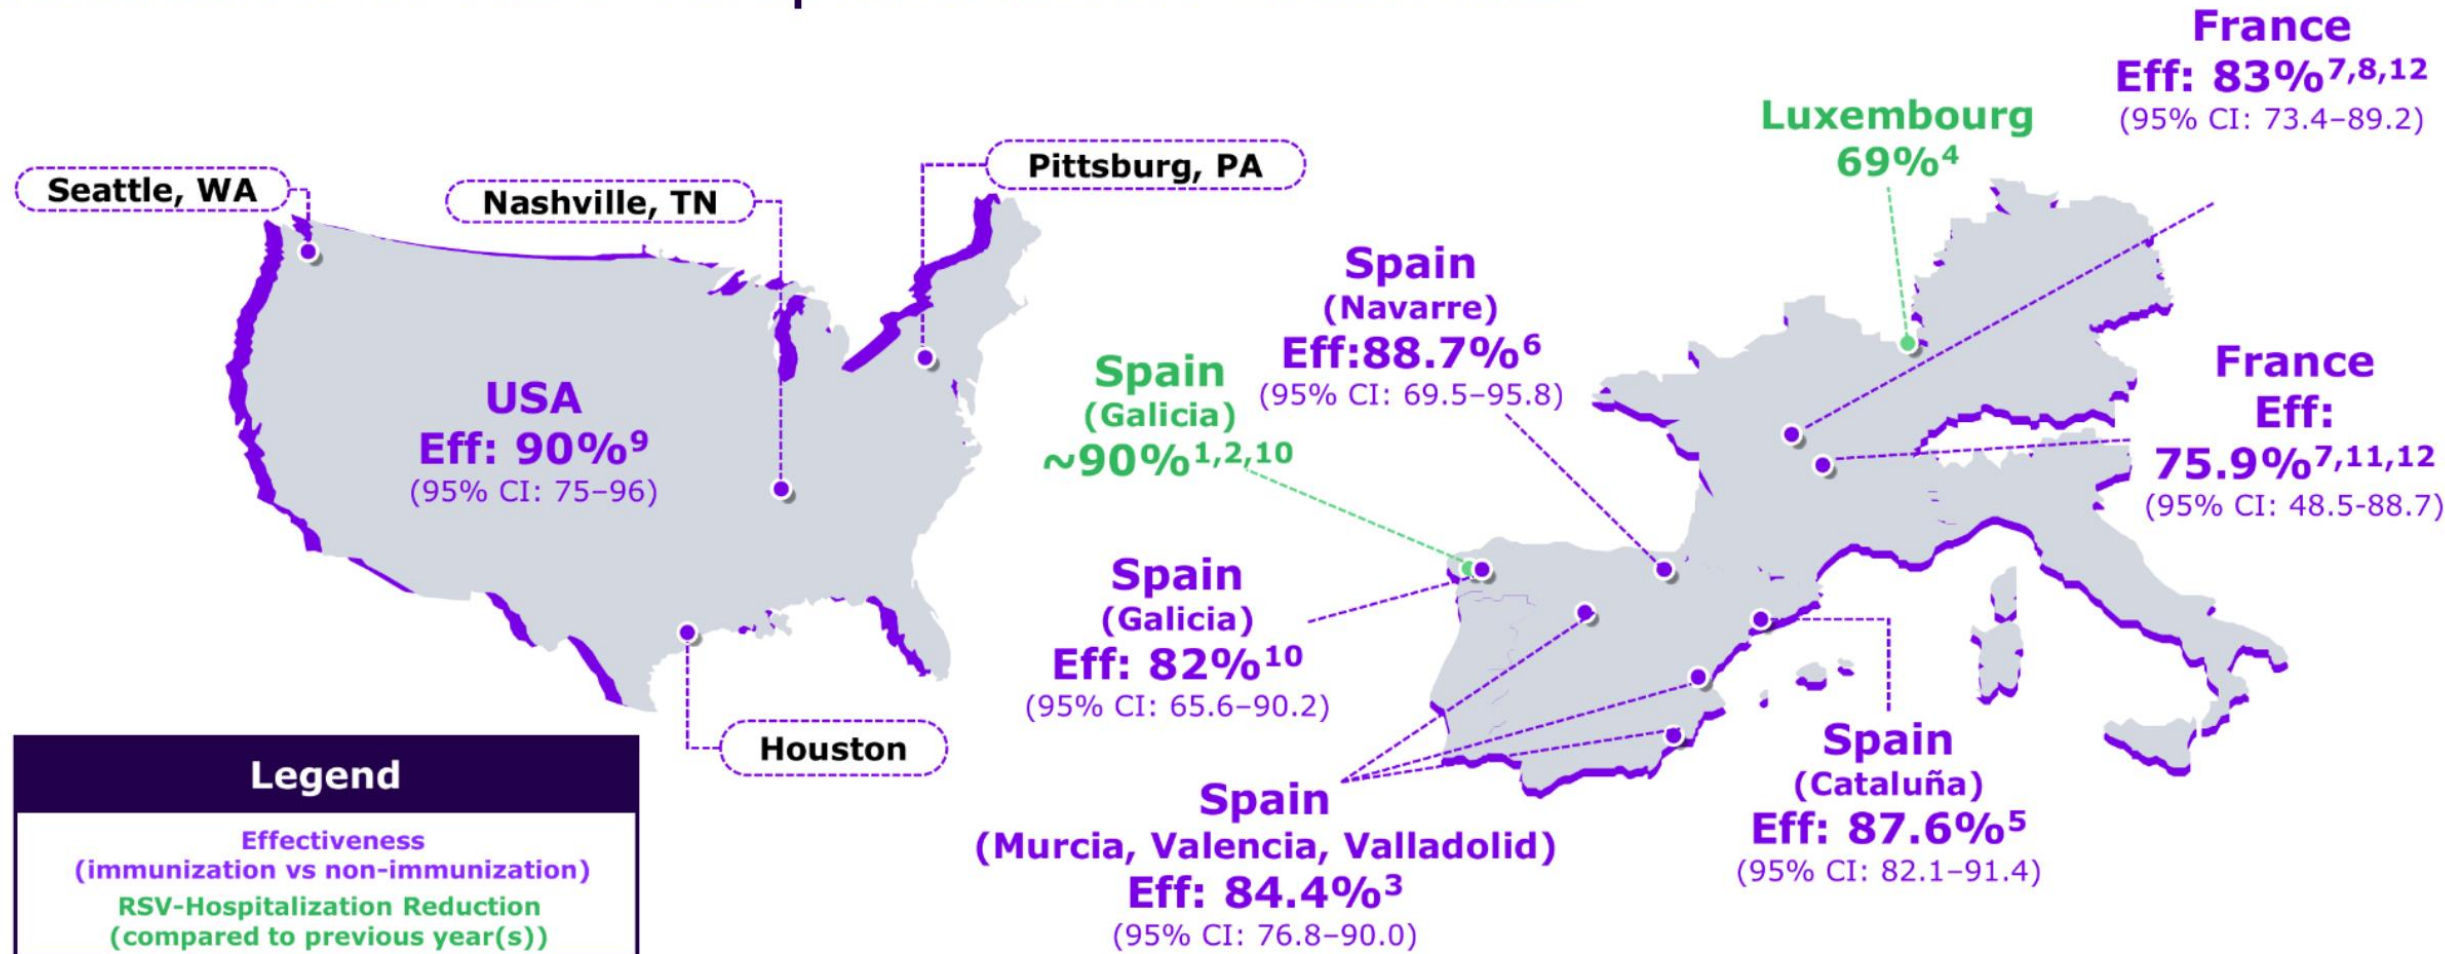 France
Eff: 83%7,8,12
(95% CI: 73.4–89.2)
Luxembourg
69%4
Seattle, WA
Nashville, TN
Pittsburg, PA
Spain
(Navarre)
Eff:88.7%6
(95% CI: 69.5–95.8)
Spain
(Galicia)
~90%1,2,10
France
Eff:
75.9%7,11,12
(95% CI: 48.5-88.7)
USA
Eff: 90%9
(95% CI: 75–96)
Spain
(Galicia)
Eff: 82%10
(95% CI: 65.6–90.2)
Houston
Spain
(Murcia, Valencia, Valladolid)
Eff: 84.4%3
(95% CI: 76.8–90.0)
Spain
(Cataluña)
Eff: 87.6%5
(95% CI: 82.1–91.4)
Legend
Effectiveness
(immunization vs non-immunization)
RSV-Hospitalization Reduction
(compared to previous year(s))